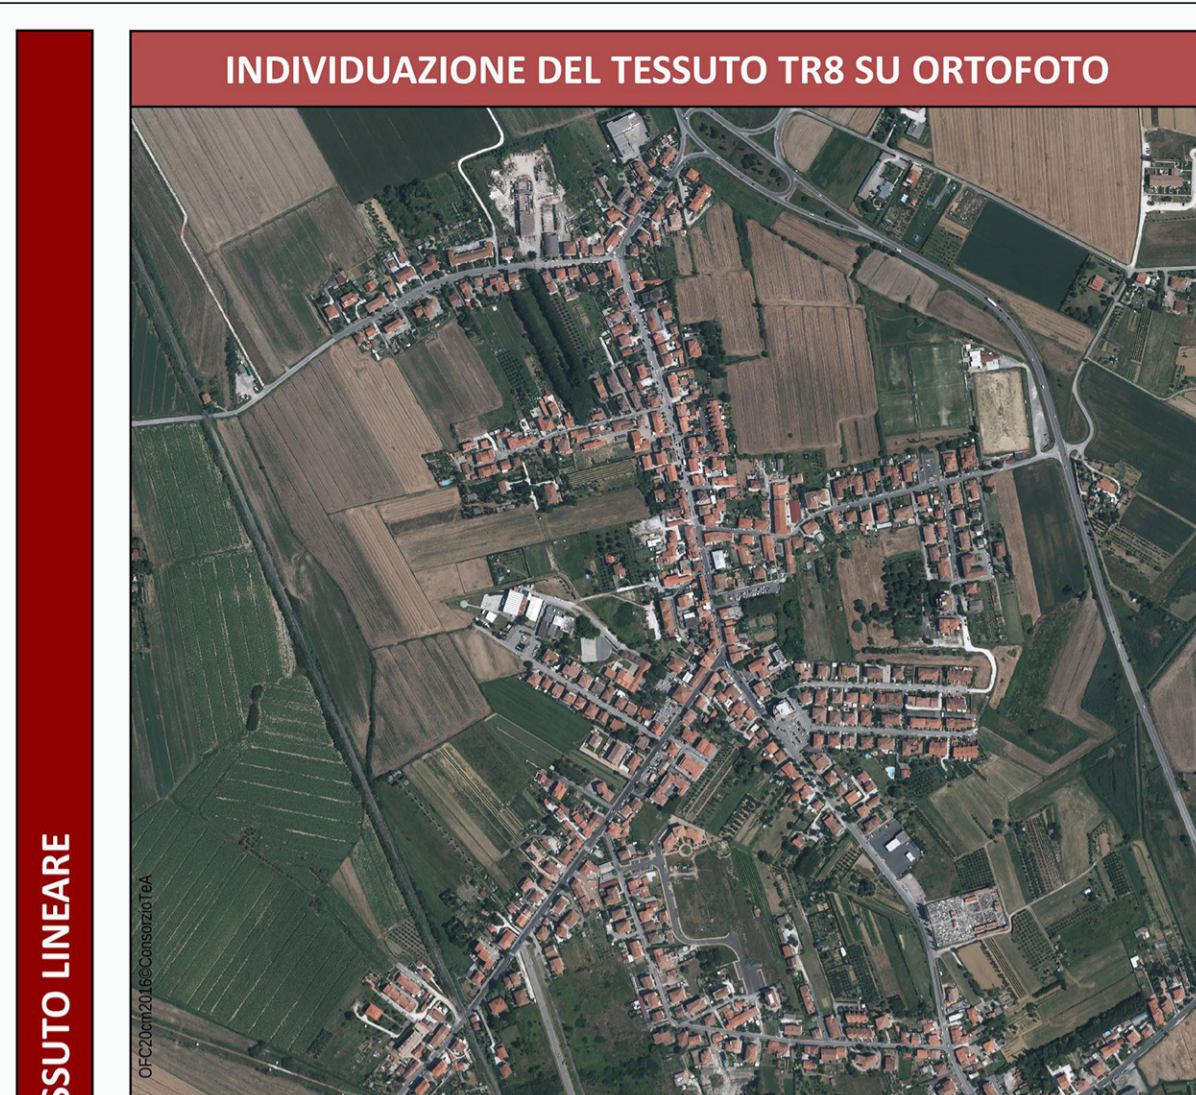 INDIVIDUAZIONE DEL TESSUTO TR8 SU ORTOFOTO
SSUTO LINEARE
OFC20cm2016©ConsorzioTeA